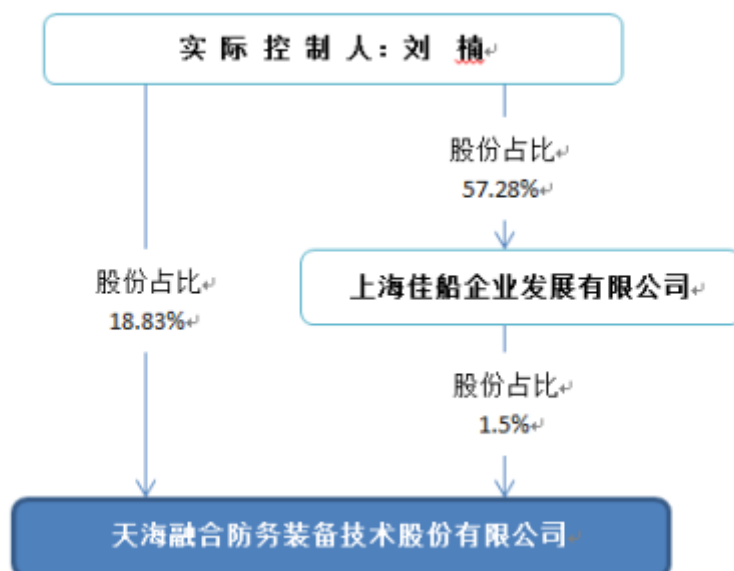 实 际 控 制 人：刘 楠
股份占比
57.28%
上海佳船企业发展有限公司
股份占比
18.83%
股份占比
1.5%
天海融合防务装备技术股份有限公司